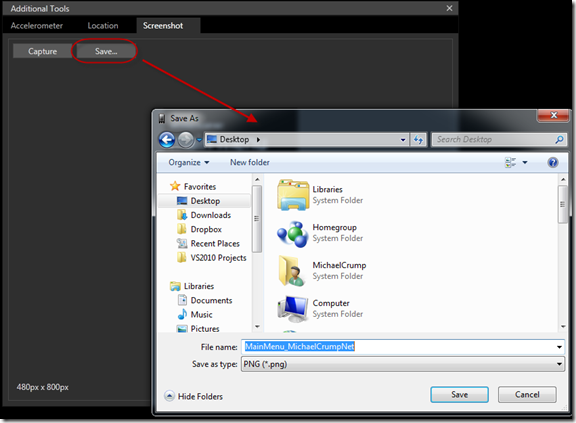 Additional Tools
Accelerometer Location Screenshot
Capture Save...
Save As
Desktop
Search Desktop
Organize New folder
Favorites
Desktop
Downloads
Dropbox
Recent Places
VS2010 Projects
Libraries
Documents
Music
Pictures
Libraries
System Folder
Homegroup
System Folder
MichaelCrump
System Folder
Computer
System Folder
File name: MainMenu_MichaelCrumpNet
Save as type: PNG (*.png)
480px x 800px
Hide Folders
Save Cancel